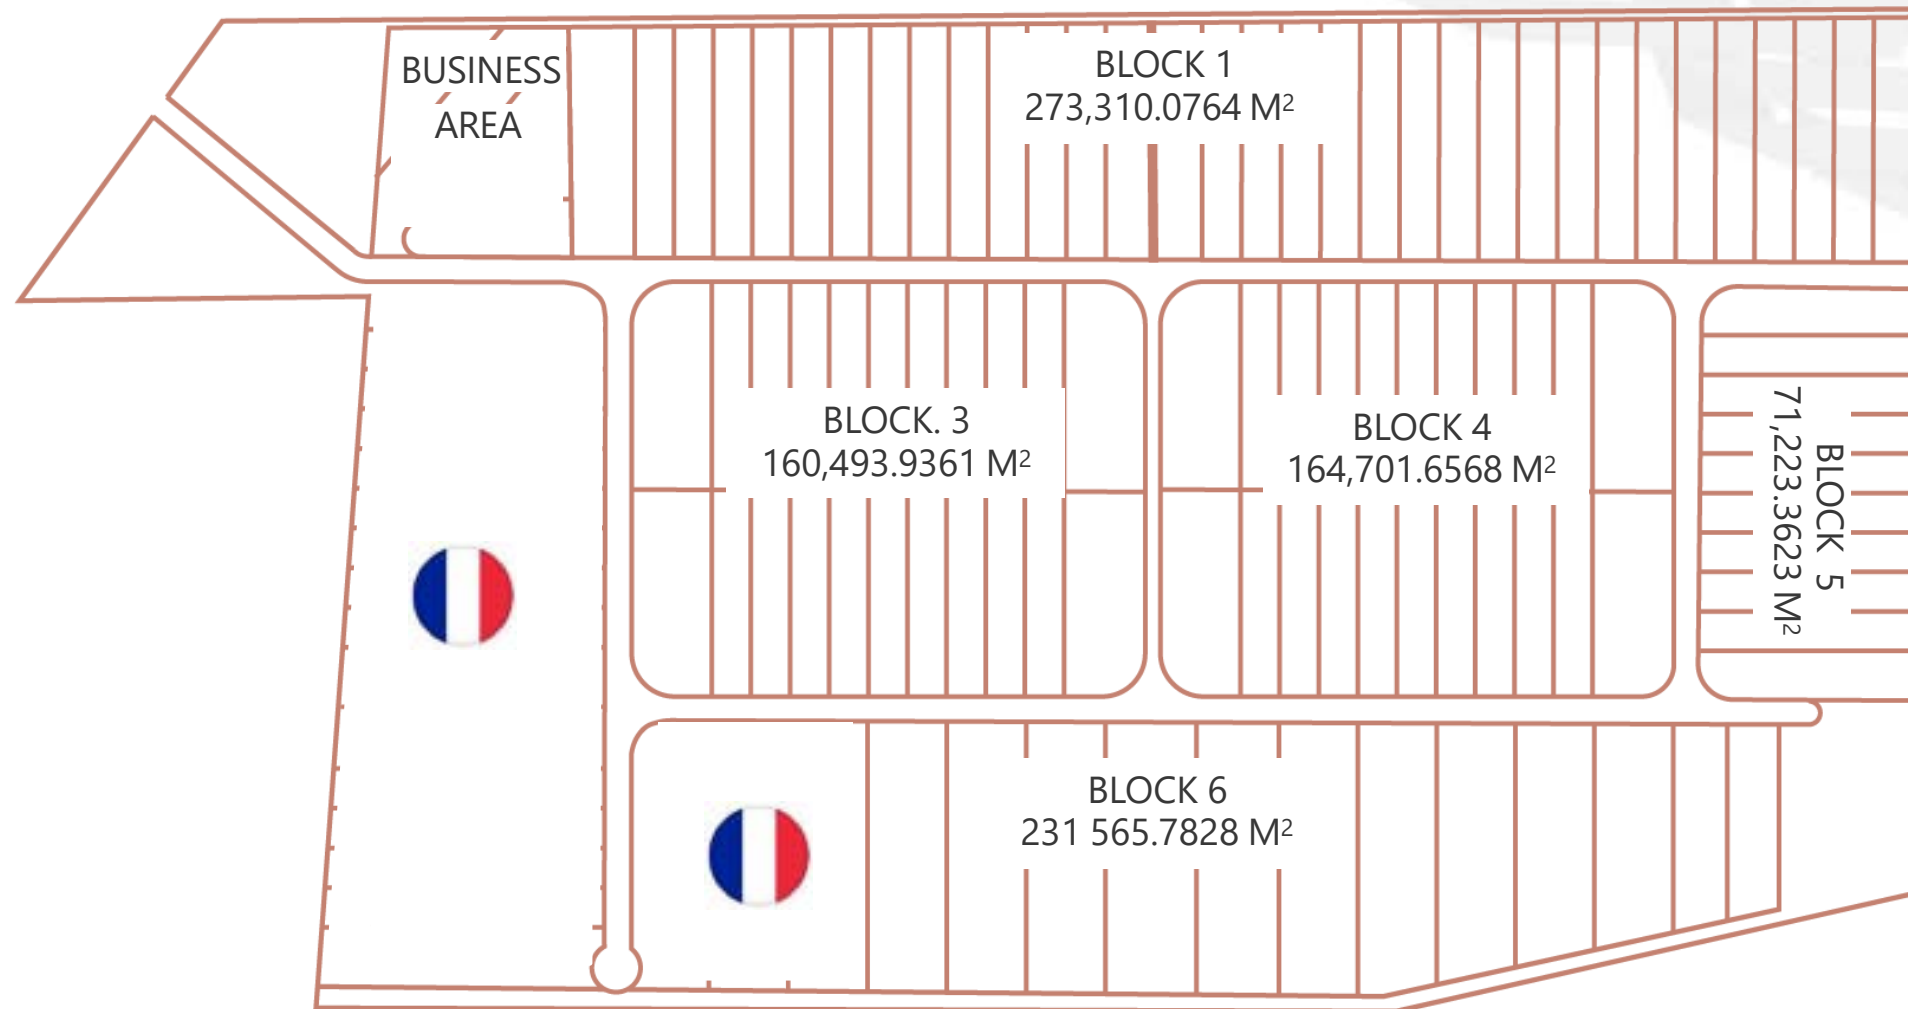 BUSINESS
AREA
BLOCK 1
273,310.0764 M²
BLOCK. 3
160,493.9361 M²
BLOCK 4
164,701.6568 M²
BLOCK 5
71,223.3623 M²
BLOCK 6
231 565.7828 M²